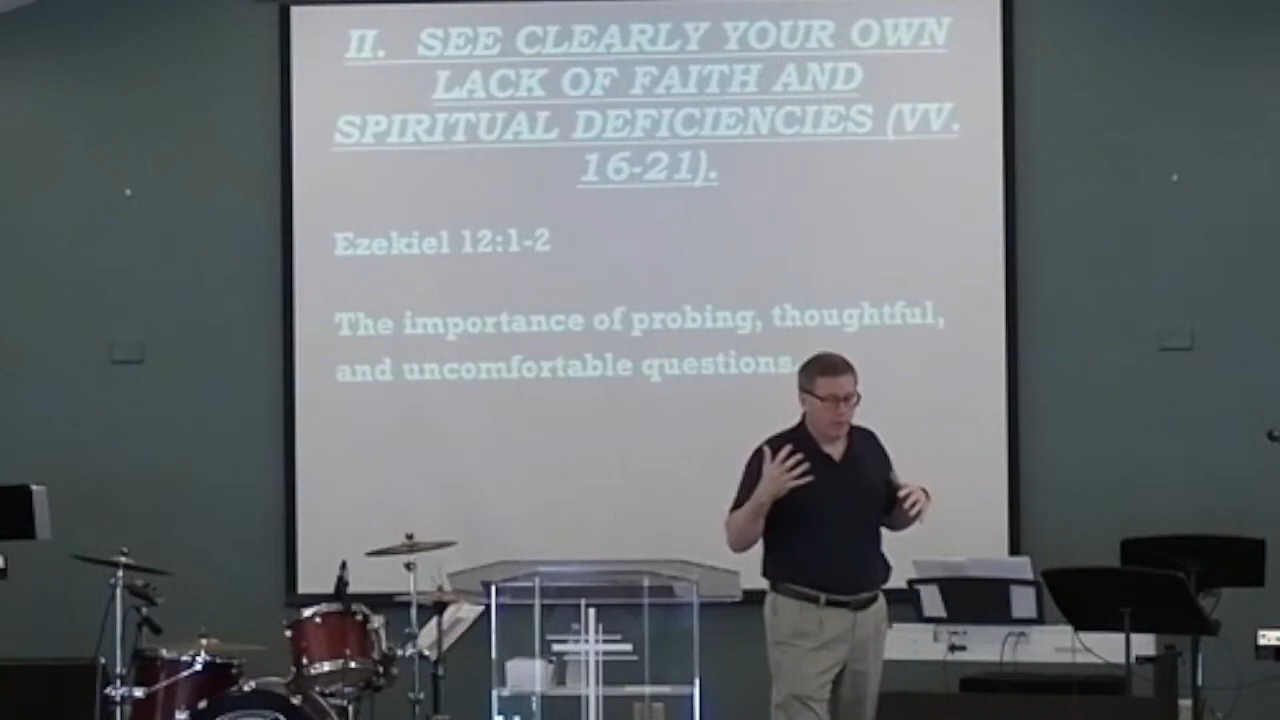 II. SEE CLEARLY YOUR OWN
LACK OF FAITH AND
SPIRITUAL DEFICIENCIES (VV.
16-21).
Ezekiel 12:1-2
The importance of probing, thoughtful,
and uncomfortable questions.